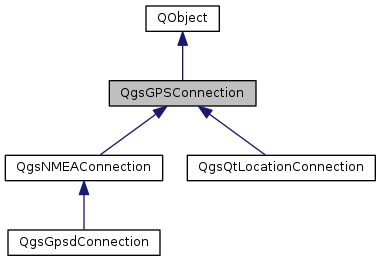 QObject
QgsGPSConnection
QgsNMEAConnection
QgsQtLocationConnection
QgsGpsdConnection